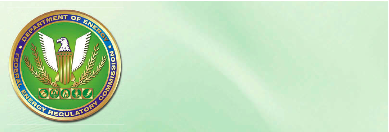 DEPARTMENT OF ENERGY
FEDERAL ENERGY REGULATORY COMMISSION